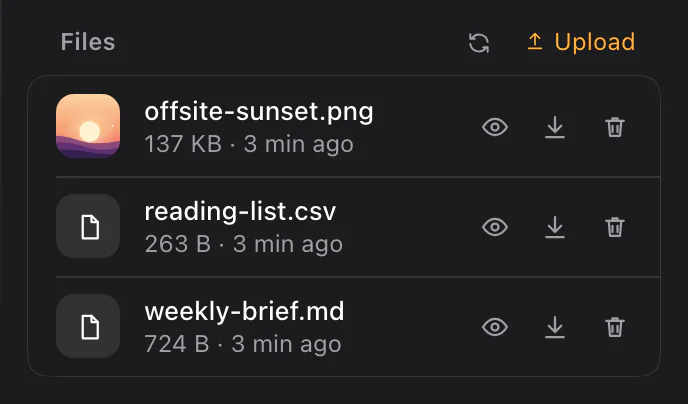 Files
Upload
offsite-sunset.png
137 KB · 3 min ago
reading-list.csv
263 B · 3 min ago
weekly-brief.md
724 B · 3 min ago